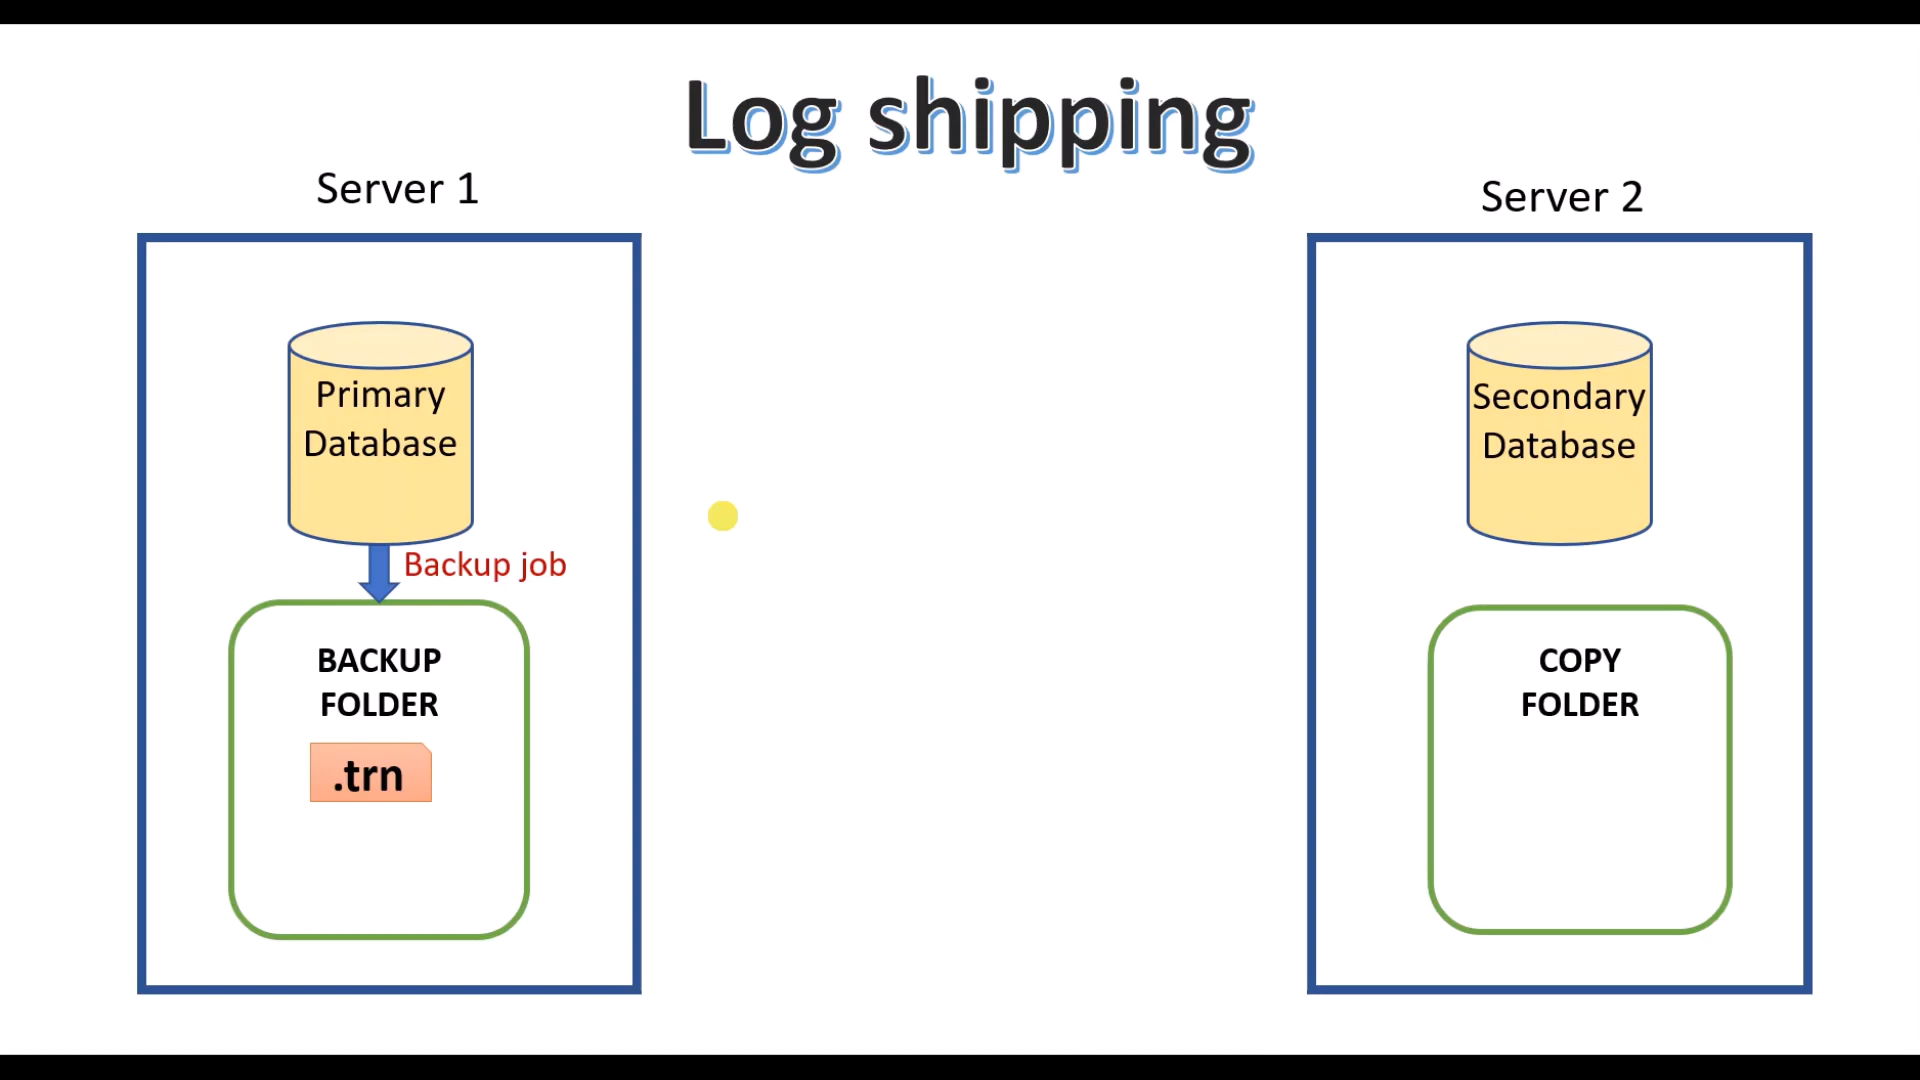 Log shipping
Server 1
Server 2
Primary
Database
Secondary
Database
Backup job
BACKUP
FOLDER
.trn
COPY
FOLDER